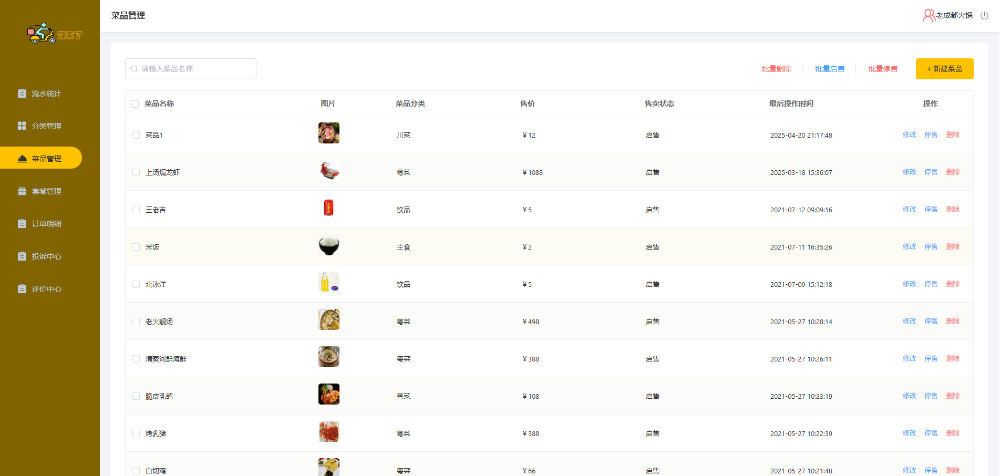 饭来了
菜品管理
老成都火锅
流水统计
分类管理
菜品管理
套餐管理
订单明细
投诉中心
评价中心
请输入菜品名称
批量删除 批量启售 批量停售 + 新建菜品
菜品名称 图片 菜品分类 售价 售卖状态 最后操作时间 操作
菜品1 川菜 ¥ 12 启售 2025-04-20 21:17:48 修改 停售 删除
上汤焗龙虾 粤菜 ¥ 1088 启售 2025-03-18 15:36:07 修改 停售 删除
王老吉 饮品 ¥ 5 启售 2021-07-12 09:09:16 修改 停售 删除
米饭 主食 ¥ 2 启售 2021-07-11 16:35:26 修改 停售 删除
北冰洋 饮品 ¥ 5 启售 2021-07-09 15:12:18 修改 停售 删除
老火靓汤 粤菜 ¥ 498 启售 2021-05-27 10:28:14 修改 停售 删除
清蒸河鲜海鲜 粤菜 ¥ 388 启售 2021-05-27 10:26:11 修改 停售 删除
脆皮乳鸽 粤菜 ¥ 108 启售 2021-05-27 10:23:19 修改 停售 删除
烤乳猪 粤菜 ¥ 388 启售 2021-05-27 10:22:39 修改 停售 删除
白切鸡 粤菜 ¥ 66 启售 2021-05-27 10:21:48 修改 停售 删除